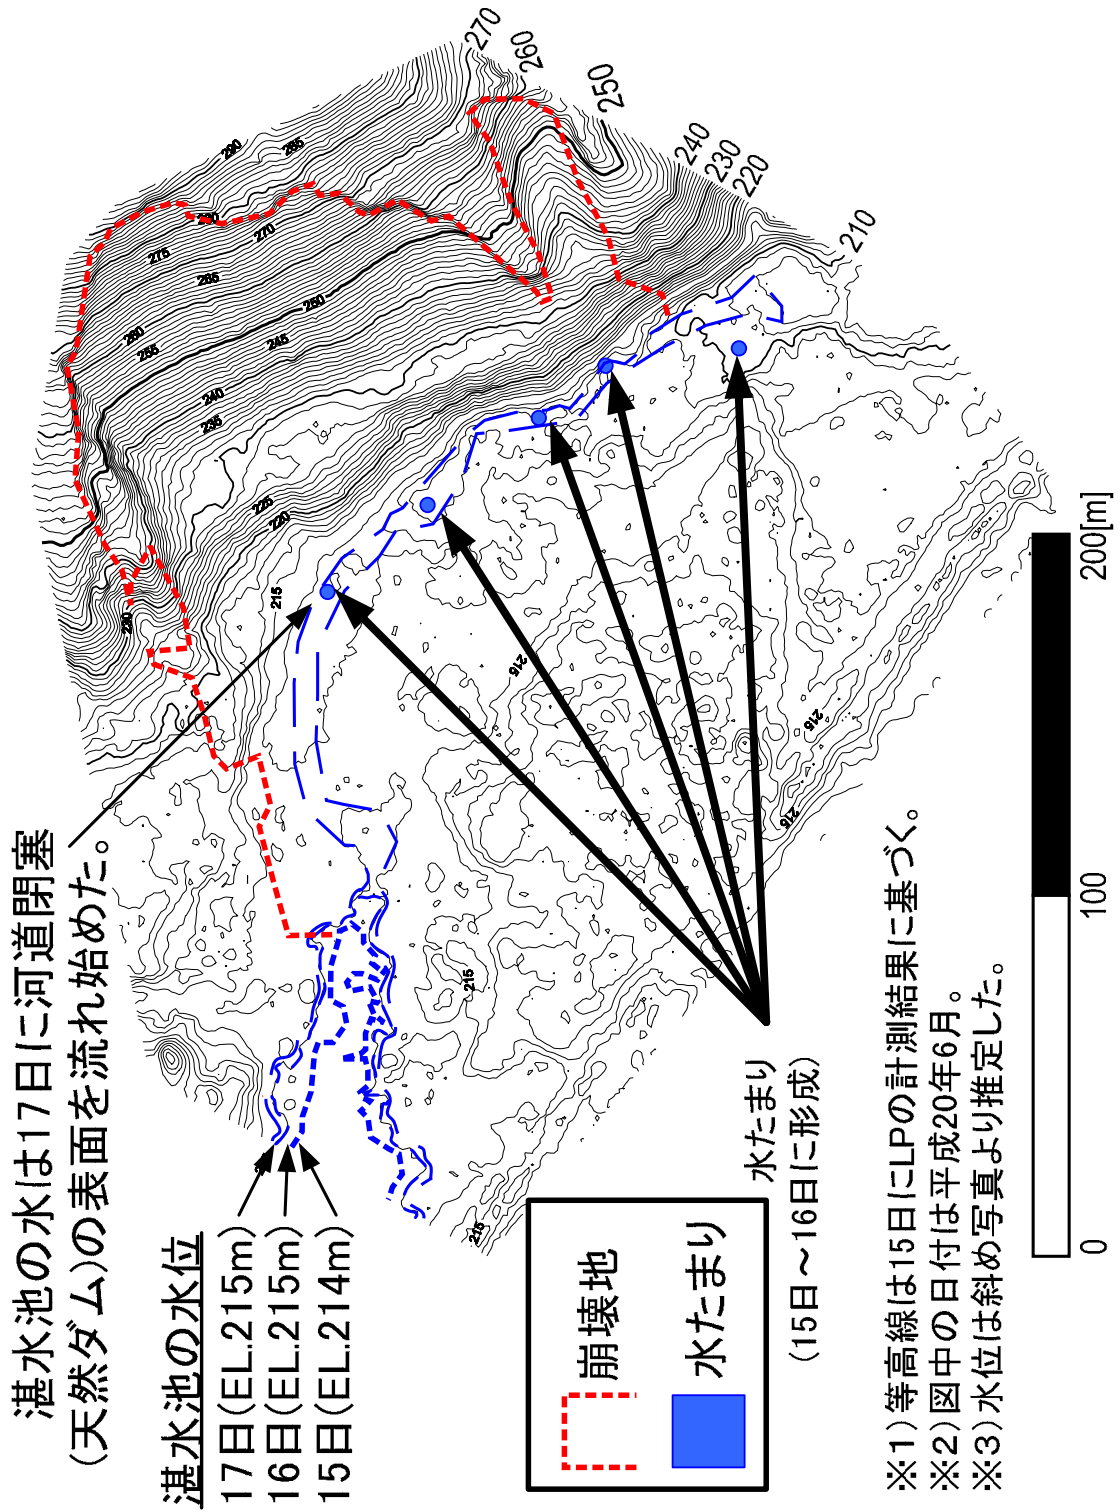 湛水池の水は17日に河道閉塞
(天然ダム)の表面を流れ始めた。
湛水池の水位
17日(EL.215m)
16日(EL.215m)
15日(EL.214m)
崩壊地
水たまり
水たまり
(15日～16日に形成)
※1)等高線は15日にLPの計測結果に基づく。
※2)図中の日付は平成20年6月。
※3)水位は斜め写真より推定した。
0
100
200[m]
270
260
250
240
230
220
210
290
285
280
275
270
265
260
255
250
245
240
235
230
225
220
215
215
215
215
215
215